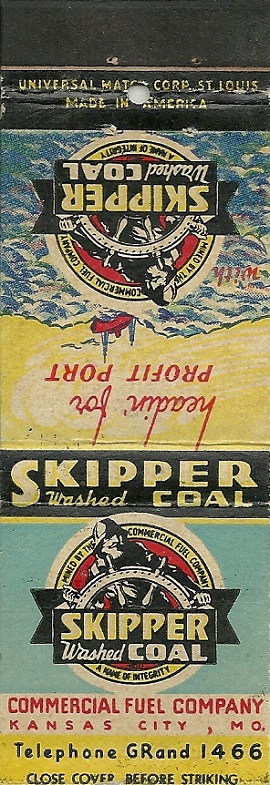 UNIVERSAL MATCH CORP. ST. LOUIS
MADE IN AMERICA
headin' for
PROFIT PORT
with
MINED BY THE COMMERCIAL FUEL COMPANY
SKIPPER
Washed COAL
A NAME OF INTEGRITY
SKIPPER
Washed COAL
MINED BY THE COMMERCIAL FUEL COMPANY
SKIPPER
Washed COAL
A NAME OF INTEGRITY
COMMERCIAL FUEL COMPANY
KANSAS CITY, MO.
Telephone GRand 1466
CLOSE COVER BEFORE STRIKING